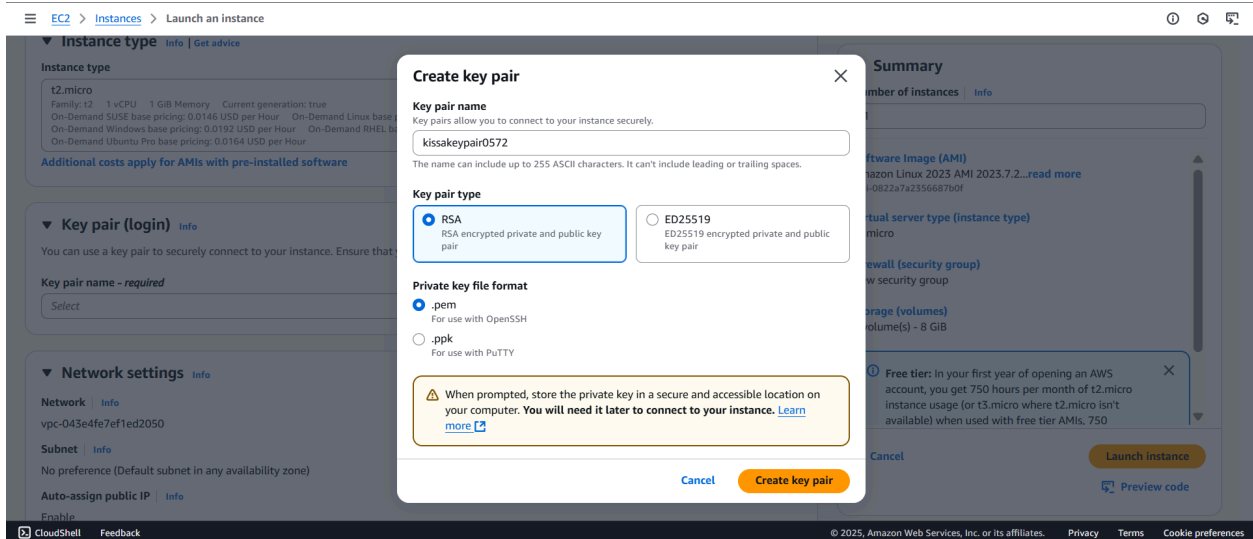 EC2 > Instances > Launch an instance
Instance type Info | Get advice
Instance type
t2.micro
Family: t2 1 vCPU 1 GiB Memory Current generation: true
On-Demand SUSE base pricing: 0.0146 USD per Hour On-Demand Linux base
On-Demand Windows base pricing: 0.0192 USD per Hour On-Demand RHEL
On-Demand Ubuntu Pro base pricing: 0.0164 USD per Hour
Additional costs apply for AMIs with pre-installed software
Key pair (login) Info
You can use a key pair to securely connect to your instance. Ensure that
Key pair name - required
Select
Network settings Info
Network Info
vpc-043e4fe7ef1ed2050
Subnet Info
No preference (Default subnet in any availability zone)
Auto-assign public IP Info
Enable
Create key pair
Key pair name
Key pairs allow you to connect to your instance securely.
kissakeypair0572
The name can include up to 255 ASCII characters. It can't include leading or trailing spaces.
Key pair type
RSA
RSA encrypted private and public key
pair
ED25519
ED25519 encrypted private and public
key pair
Private key file format
.pem
For use with OpenSSH
.ppk
For use with PuTTY
When prompted, store the private key in a secure and accessible location on
your computer. You will need it later to connect to your instance. Learn
more
Cancel Create key pair
Summary
mber of instances Info
1
ftware Image (AMI)
azon Linux 2023 AMI 2023.7.2...read more
i-0822a7a2356687b0f
rtual server type (instance type)
micro
ewall (security group)
w security group
orage (volumes)
volume(s) - 8 GiB
Free tier: In your first year of opening an AWS
account, you get 750 hours per month of t2.micro
instance usage (or t3.micro where t2.micro isn't
available) when used with free tier AMIs, 750
Cancel Launch instance
Preview code
CloudShell Feedback © 2025, Amazon Web Services, Inc. or its affiliates. Privacy Terms Cookie preferences